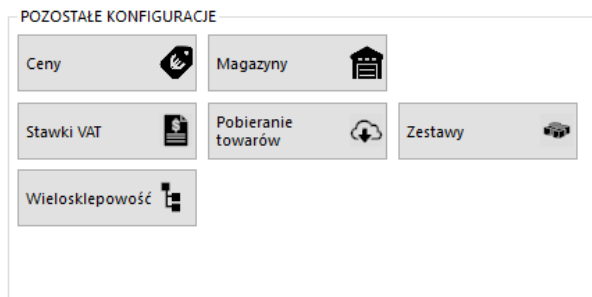 POZOSTAŁE KONFIGURACJE
Ceny
Magazyny
Stawki VAT
Pobieranie
towarów
Zestawy
Wielosklepowość